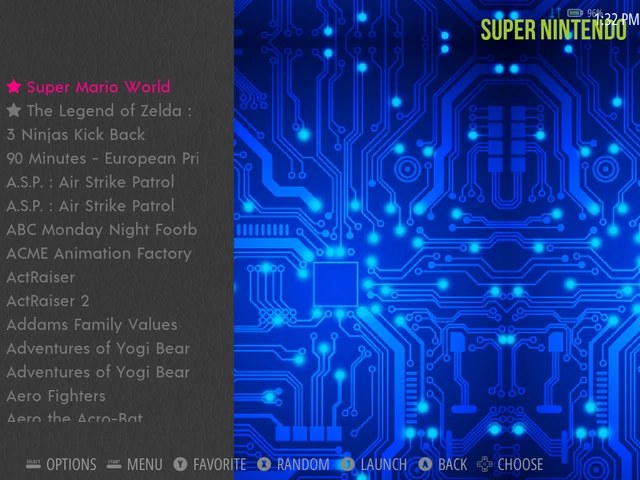 96%
1:32 PM
SUPER NINTENDO
Super Mario World
The Legend of Zelda :
3 Ninjas Kick Back
90 Minutes - European Pri
A.S.P. : Air Strike Patrol
A.S.P. : Air Strike Patrol
ABC Monday Night Footb
ACME Animation Factory
ActRaiser
ActRaiser 2
Addams Family Values
Adventures of Yogi Bear
Adventures of Yogi Bear
Aero Fighters
Aero the Acro-Bat
SELECT OPTIONS START MENU Y FAVORITE X RANDOM LAUNCH A BACK CHOOSE